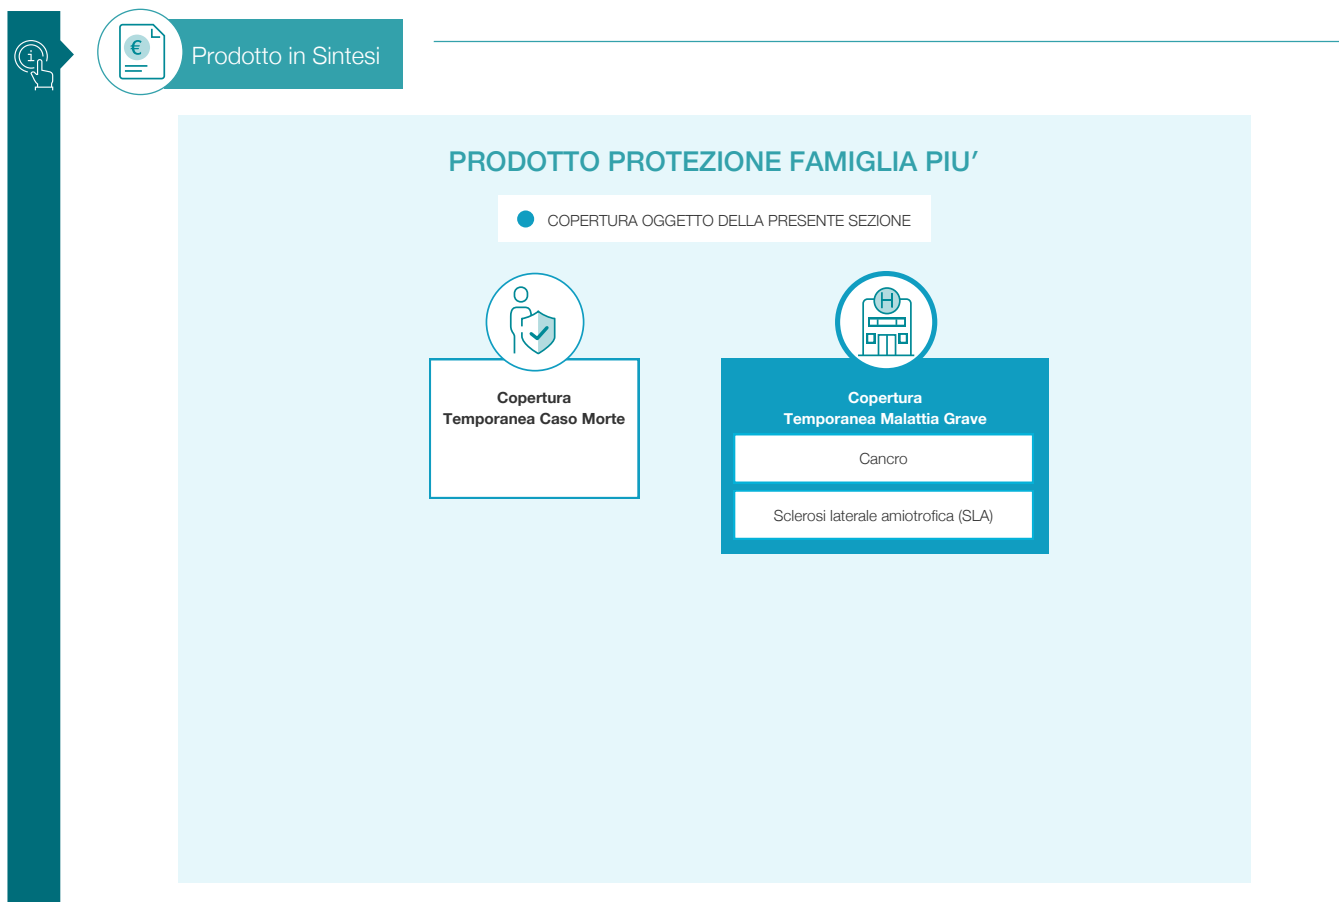 i
€
Prodotto in Sintesi
PRODOTTO PROTEZIONE FAMIGLIA PIU’
COPERTURA OGGETTO DELLA PRESENTE SEZIONE
Copertura
Temporanea Caso Morte
H
Copertura
Temporanea Malattia Grave
Cancro
Sclerosi laterale amiotrofica (SLA)